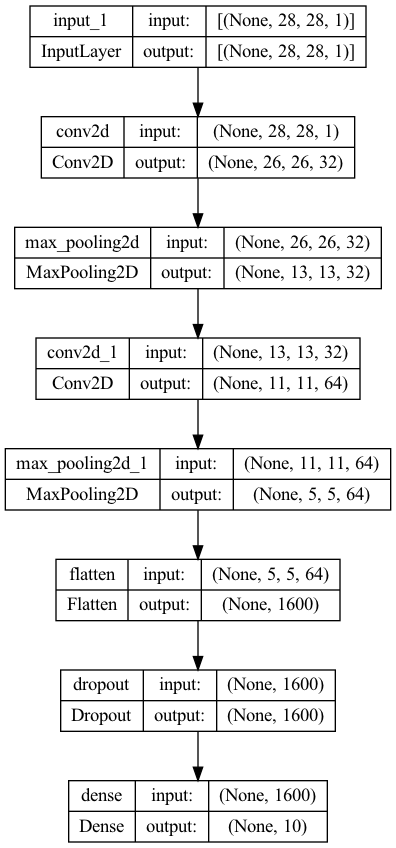 input_1 input: [(None, 28, 28, 1)]
InputLayer output: [(None, 28, 28, 1)]
conv2d input: (None, 28, 28, 1)
Conv2D output: (None, 26, 26, 32)
max_pooling2d input: (None, 26, 26, 32)
MaxPooling2D output: (None, 13, 13, 32)
conv2d_1 input: (None, 13, 13, 32)
Conv2D output: (None, 11, 11, 64)
max_pooling2d_1 input: (None, 11, 11, 64)
MaxPooling2D output: (None, 5, 5, 64)
flatten input: (None, 5, 5, 64)
Flatten output: (None, 1600)
dropout input: (None, 1600)
Dropout output: (None, 1600)
dense input: (None, 1600)
Dense output: (None, 10)